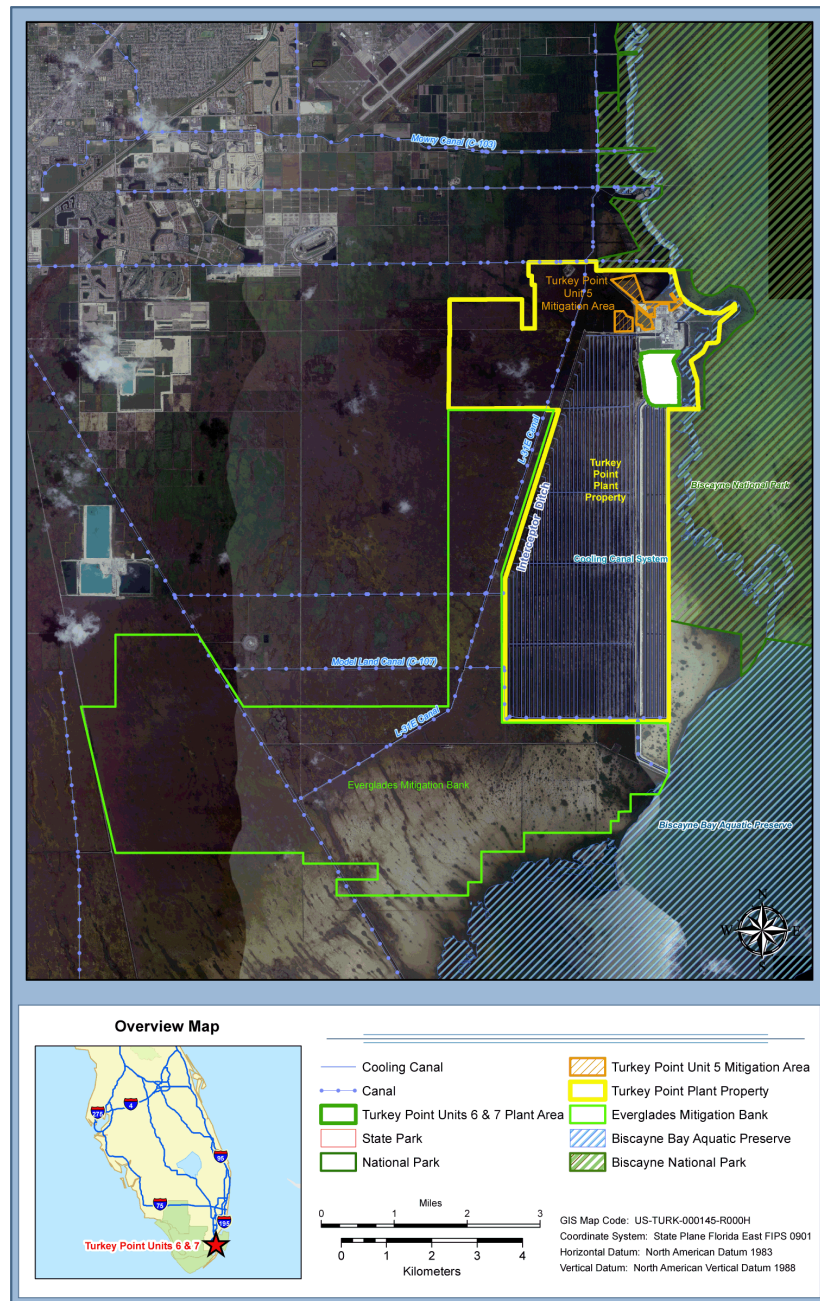 Mowry Canal (C-103)
Turkey Point
Unit 5
Mitigation Area
L-31E Canal
Turkey
Point
Plant
Property
Biscayne National Park
Interceptor Ditch
Cooling Canal System
Model Land Canal (C-107)
L-31E Canal
Everglades Mitigation Bank
Biscayne Bay Aquatic Preserve
N
W
E
S
Overview Map
4
275
95
75
195
Turkey Point Units 6 & 7
Cooling Canal
Canal
Turkey Point Units 6 & 7 Plant Area
State Park
National Park
Turkey Point Unit 5 Mitigation Area
Turkey Point Plant Property
Everglades Mitigation Bank
Biscayne Bay Aquatic Preserve
Biscayne National Park
Miles
0 1 2 3
0 1 2 3 4
Kilometers
GIS Map Code: US-TURK-000145-R000H
Coordinate System: State Plane Florida East FIPS 0901
Horizontal Datum: North American Datum 1983
Vertical Datum: North American Vertical Datum 1988